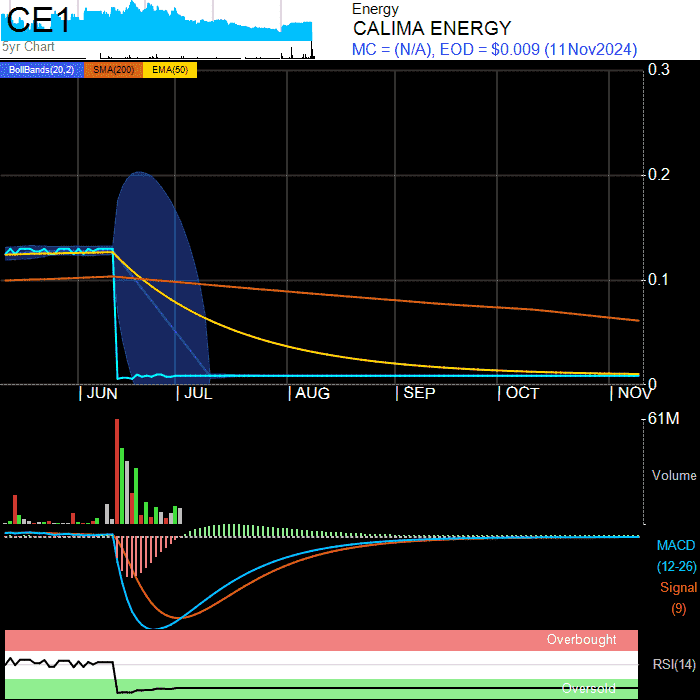 CE1
5yr Chart
Energy
CALIMA ENERGY
MC = (N/A), EOD = $0.009 (11Nov2024)
BollBands(20,2) SMA(200) EMA(50)
0.3
0.2
0.1
0
JUN JUL AUG SEP OCT NOV
61M
Volume
MACD
(12-26)
Signal
(9)
Overbought
RSI(14)
Oversold